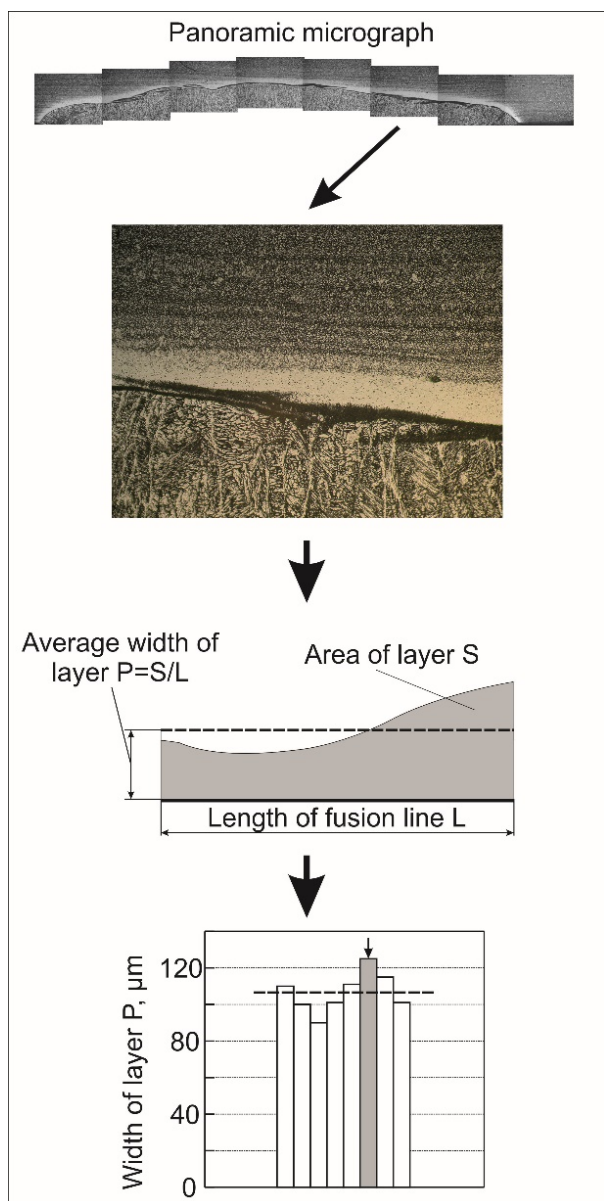 Panoramic micrograph
Average width of
layer P=S/L
Area of layer S
Length of fusion line L
Width of layer P, µm
120
80
40
0